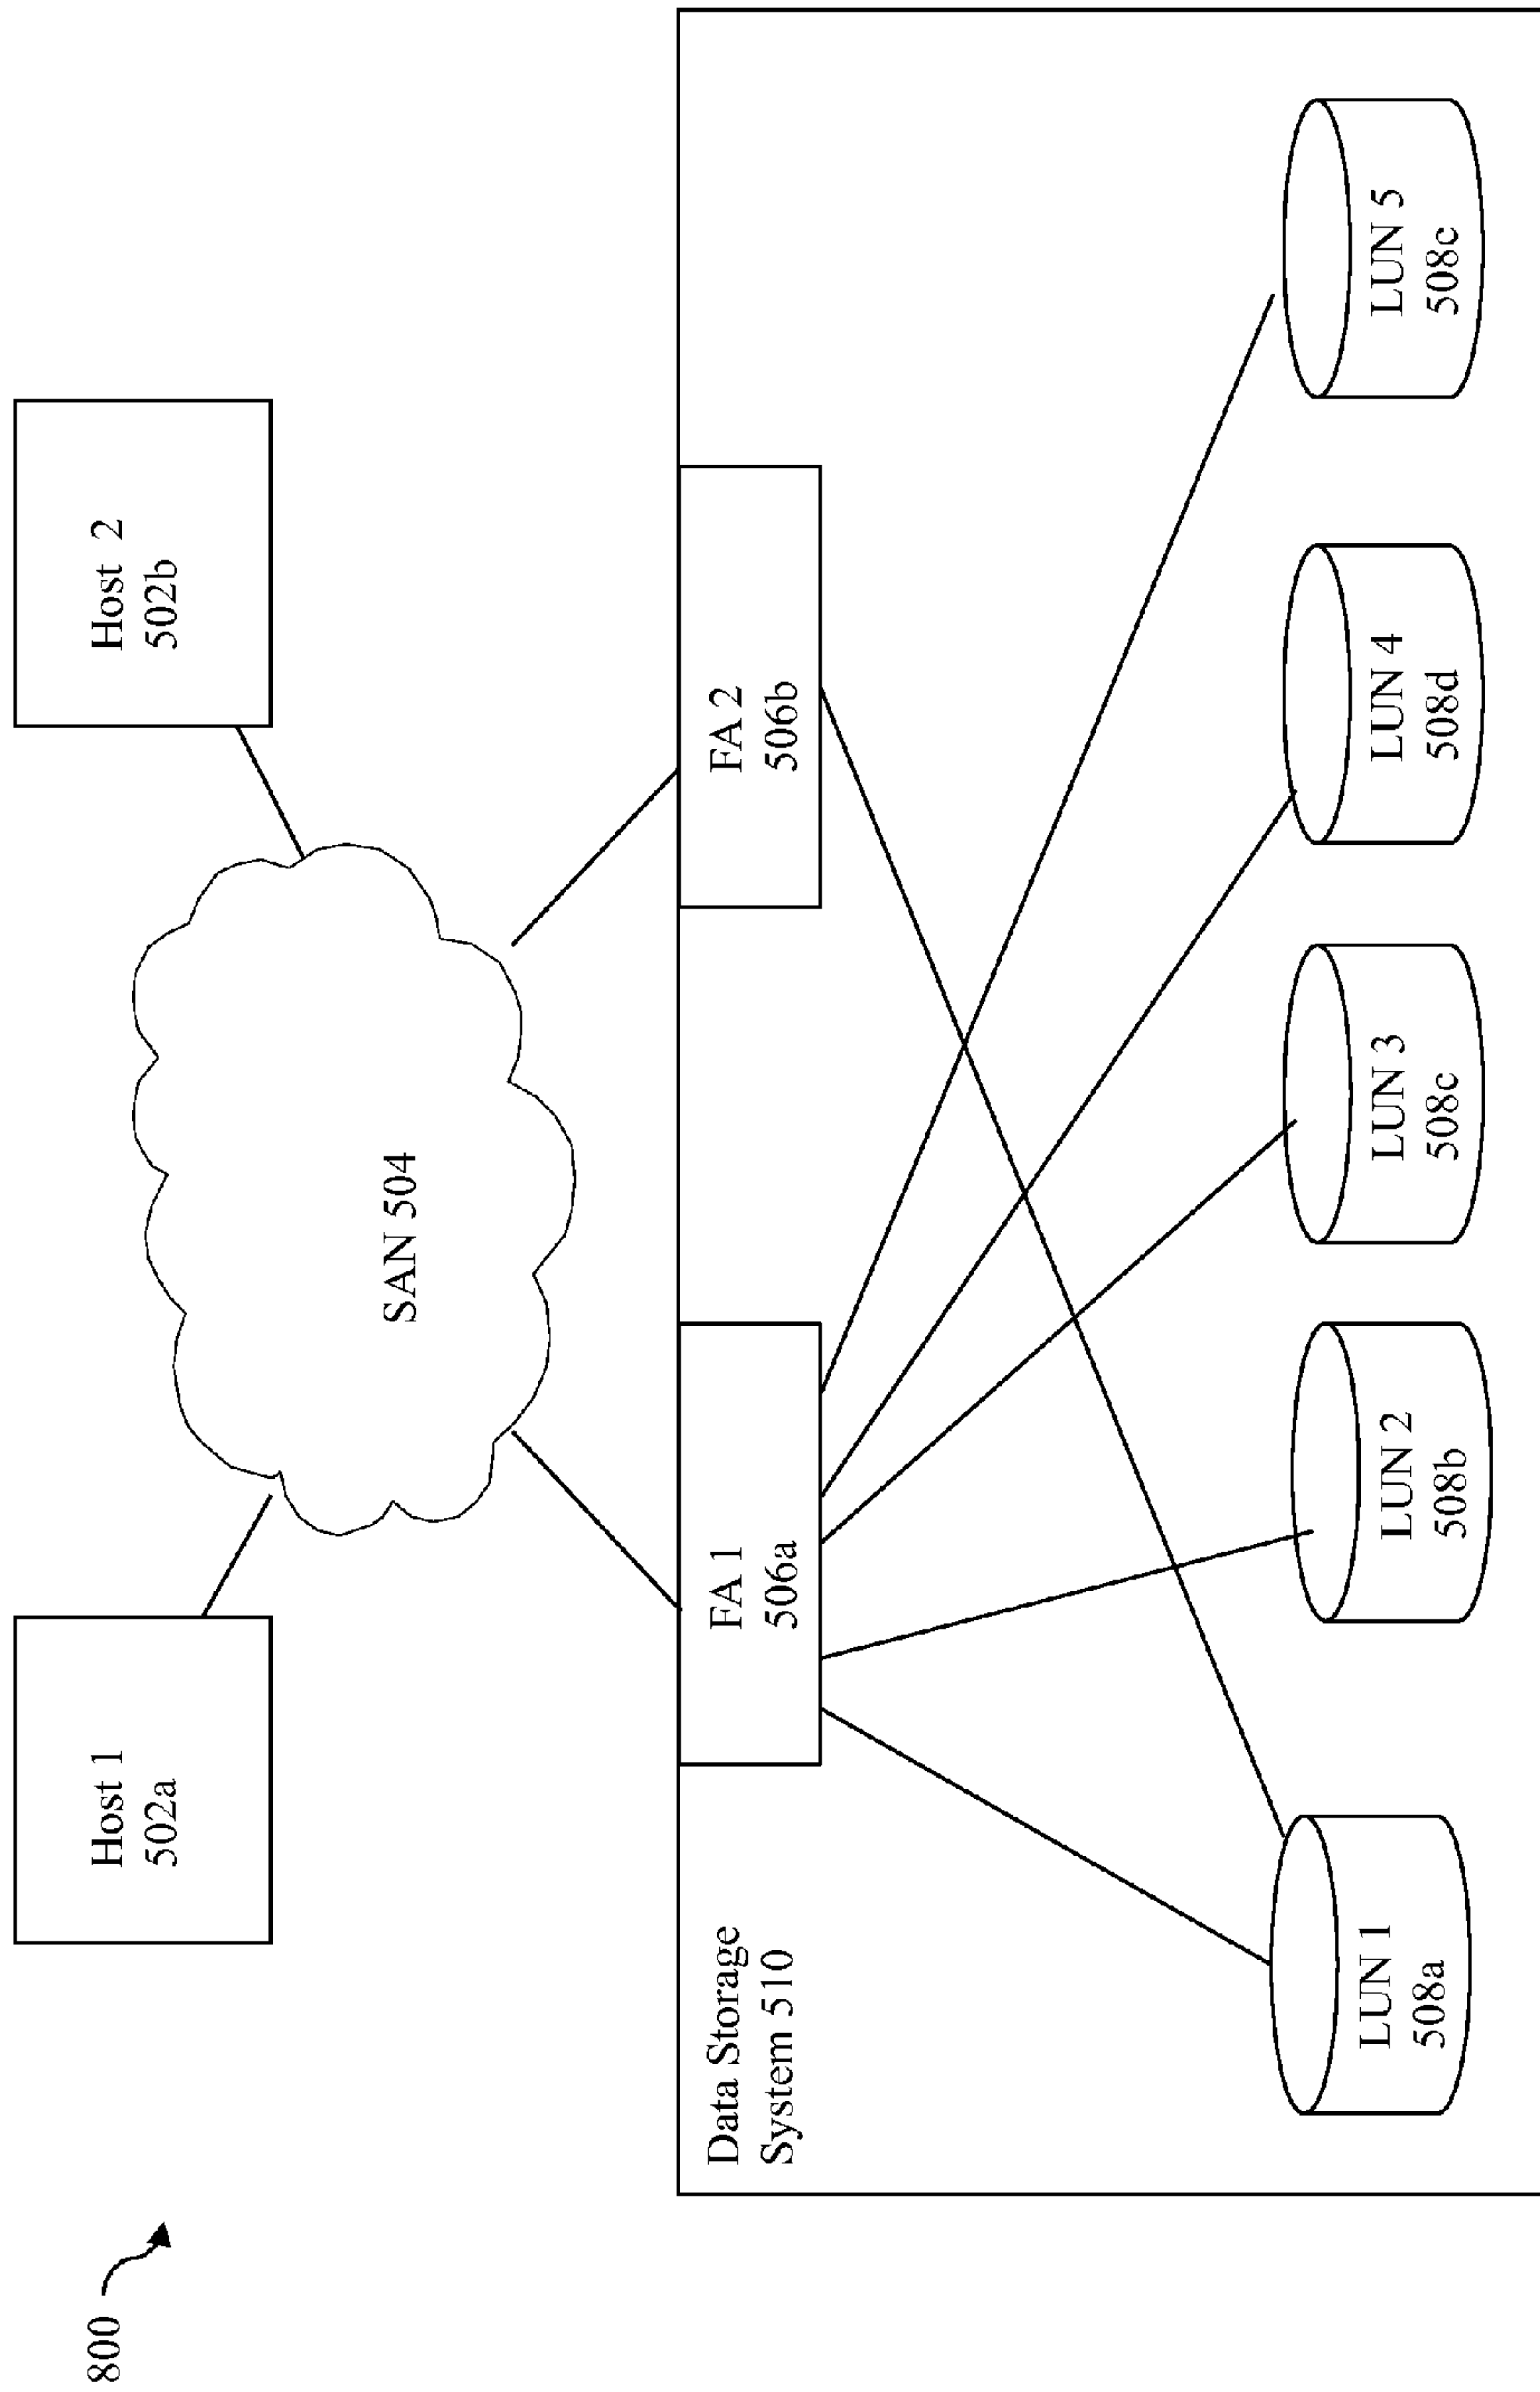 800
Host 1
502a
Host 2
502b
SAN 504
Data Storage
System 510
FA 1
506a
FA 2
506b
LUN 1
508a
LUN 2
508b
LUN 3
508c
LUN 4
508d
LUN 5
508c